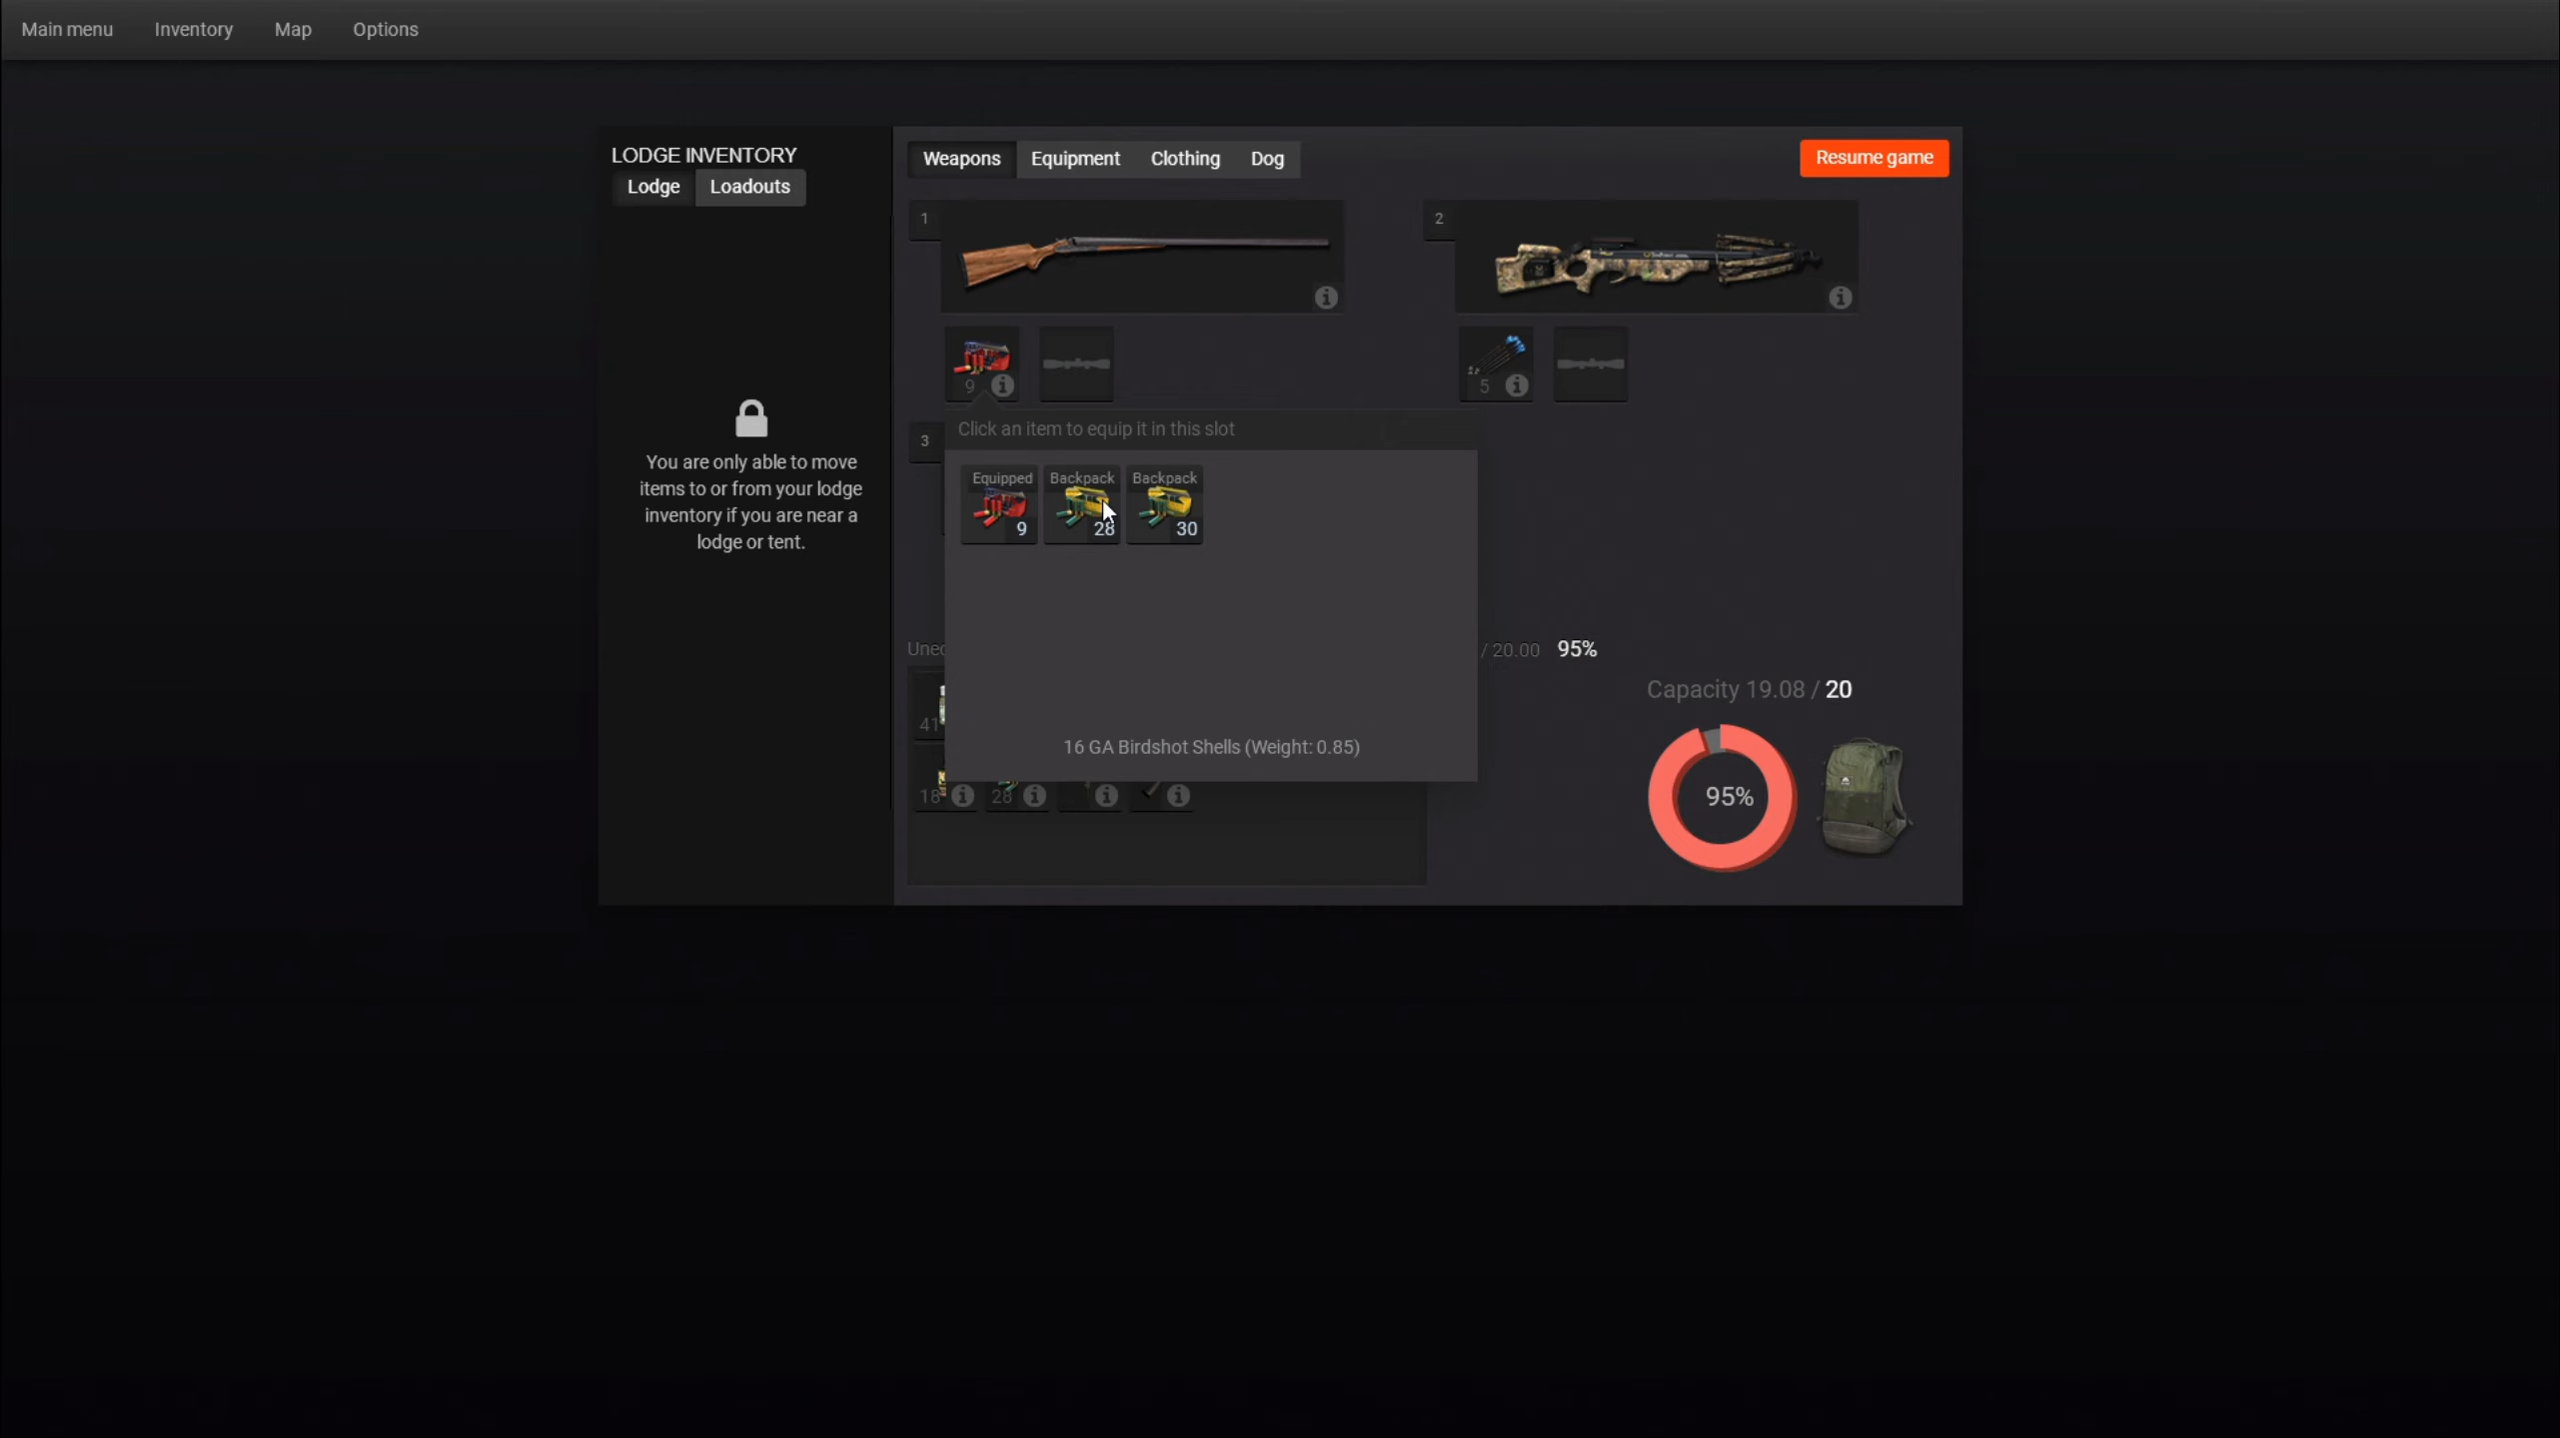 Main menu Inventory Map Options
LODGE INVENTORY
Lodge Loadouts
You are only able to move
items to or from your lodge
inventory if you are near a
lodge or tent.
Weapons Equipment Clothing Dog
Resume game
1
2
9
5
Click an item to equip it in this slot
3
Equipped Backpack Backpack
9 28 30
16 GA Birdshot Shells (Weight: 0.85)
/ 20.00 95%
41
18 28
Capacity 19.08 / 20
95%